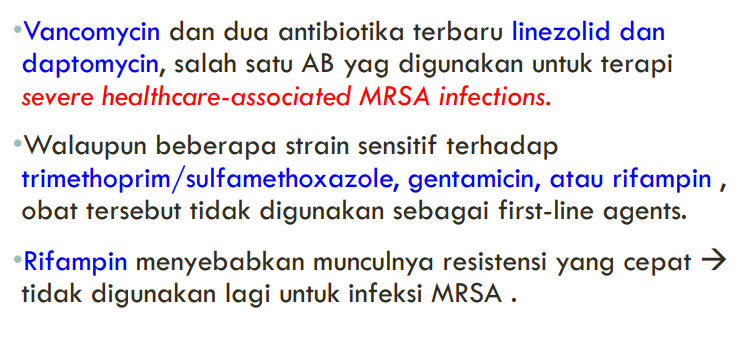 •Vancomycin dan dua antibiotika terbaru linezolid dan
daptomycin, salah satu AB yag digunakan untuk terapi
severe healthcare-associated MRSA infections.
•Walaupun beberapa strain sensitif terhadap
trimethoprim/sulfamethoxazole, gentamicin, atau rifampin ,
obat tersebut tidak digunakan sebagai first-line agents.
•Rifampin menyebabkan munculnya resistensi yang cepat →
tidak digunakan lagi untuk infeksi MRSA .